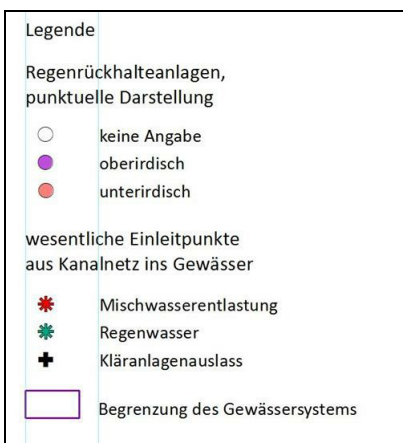 Legende
Regenrückhalteanlagen,
punktuelle Darstellung
keine Angabe
oberirdisch
unterirdisch
wesentliche Einleitpunkte
aus Kanalnetz ins Gewässer
Mischwasserentlastung
Regenwasser
Kläranlagenauslass
Begrenzung des Gewässersystems